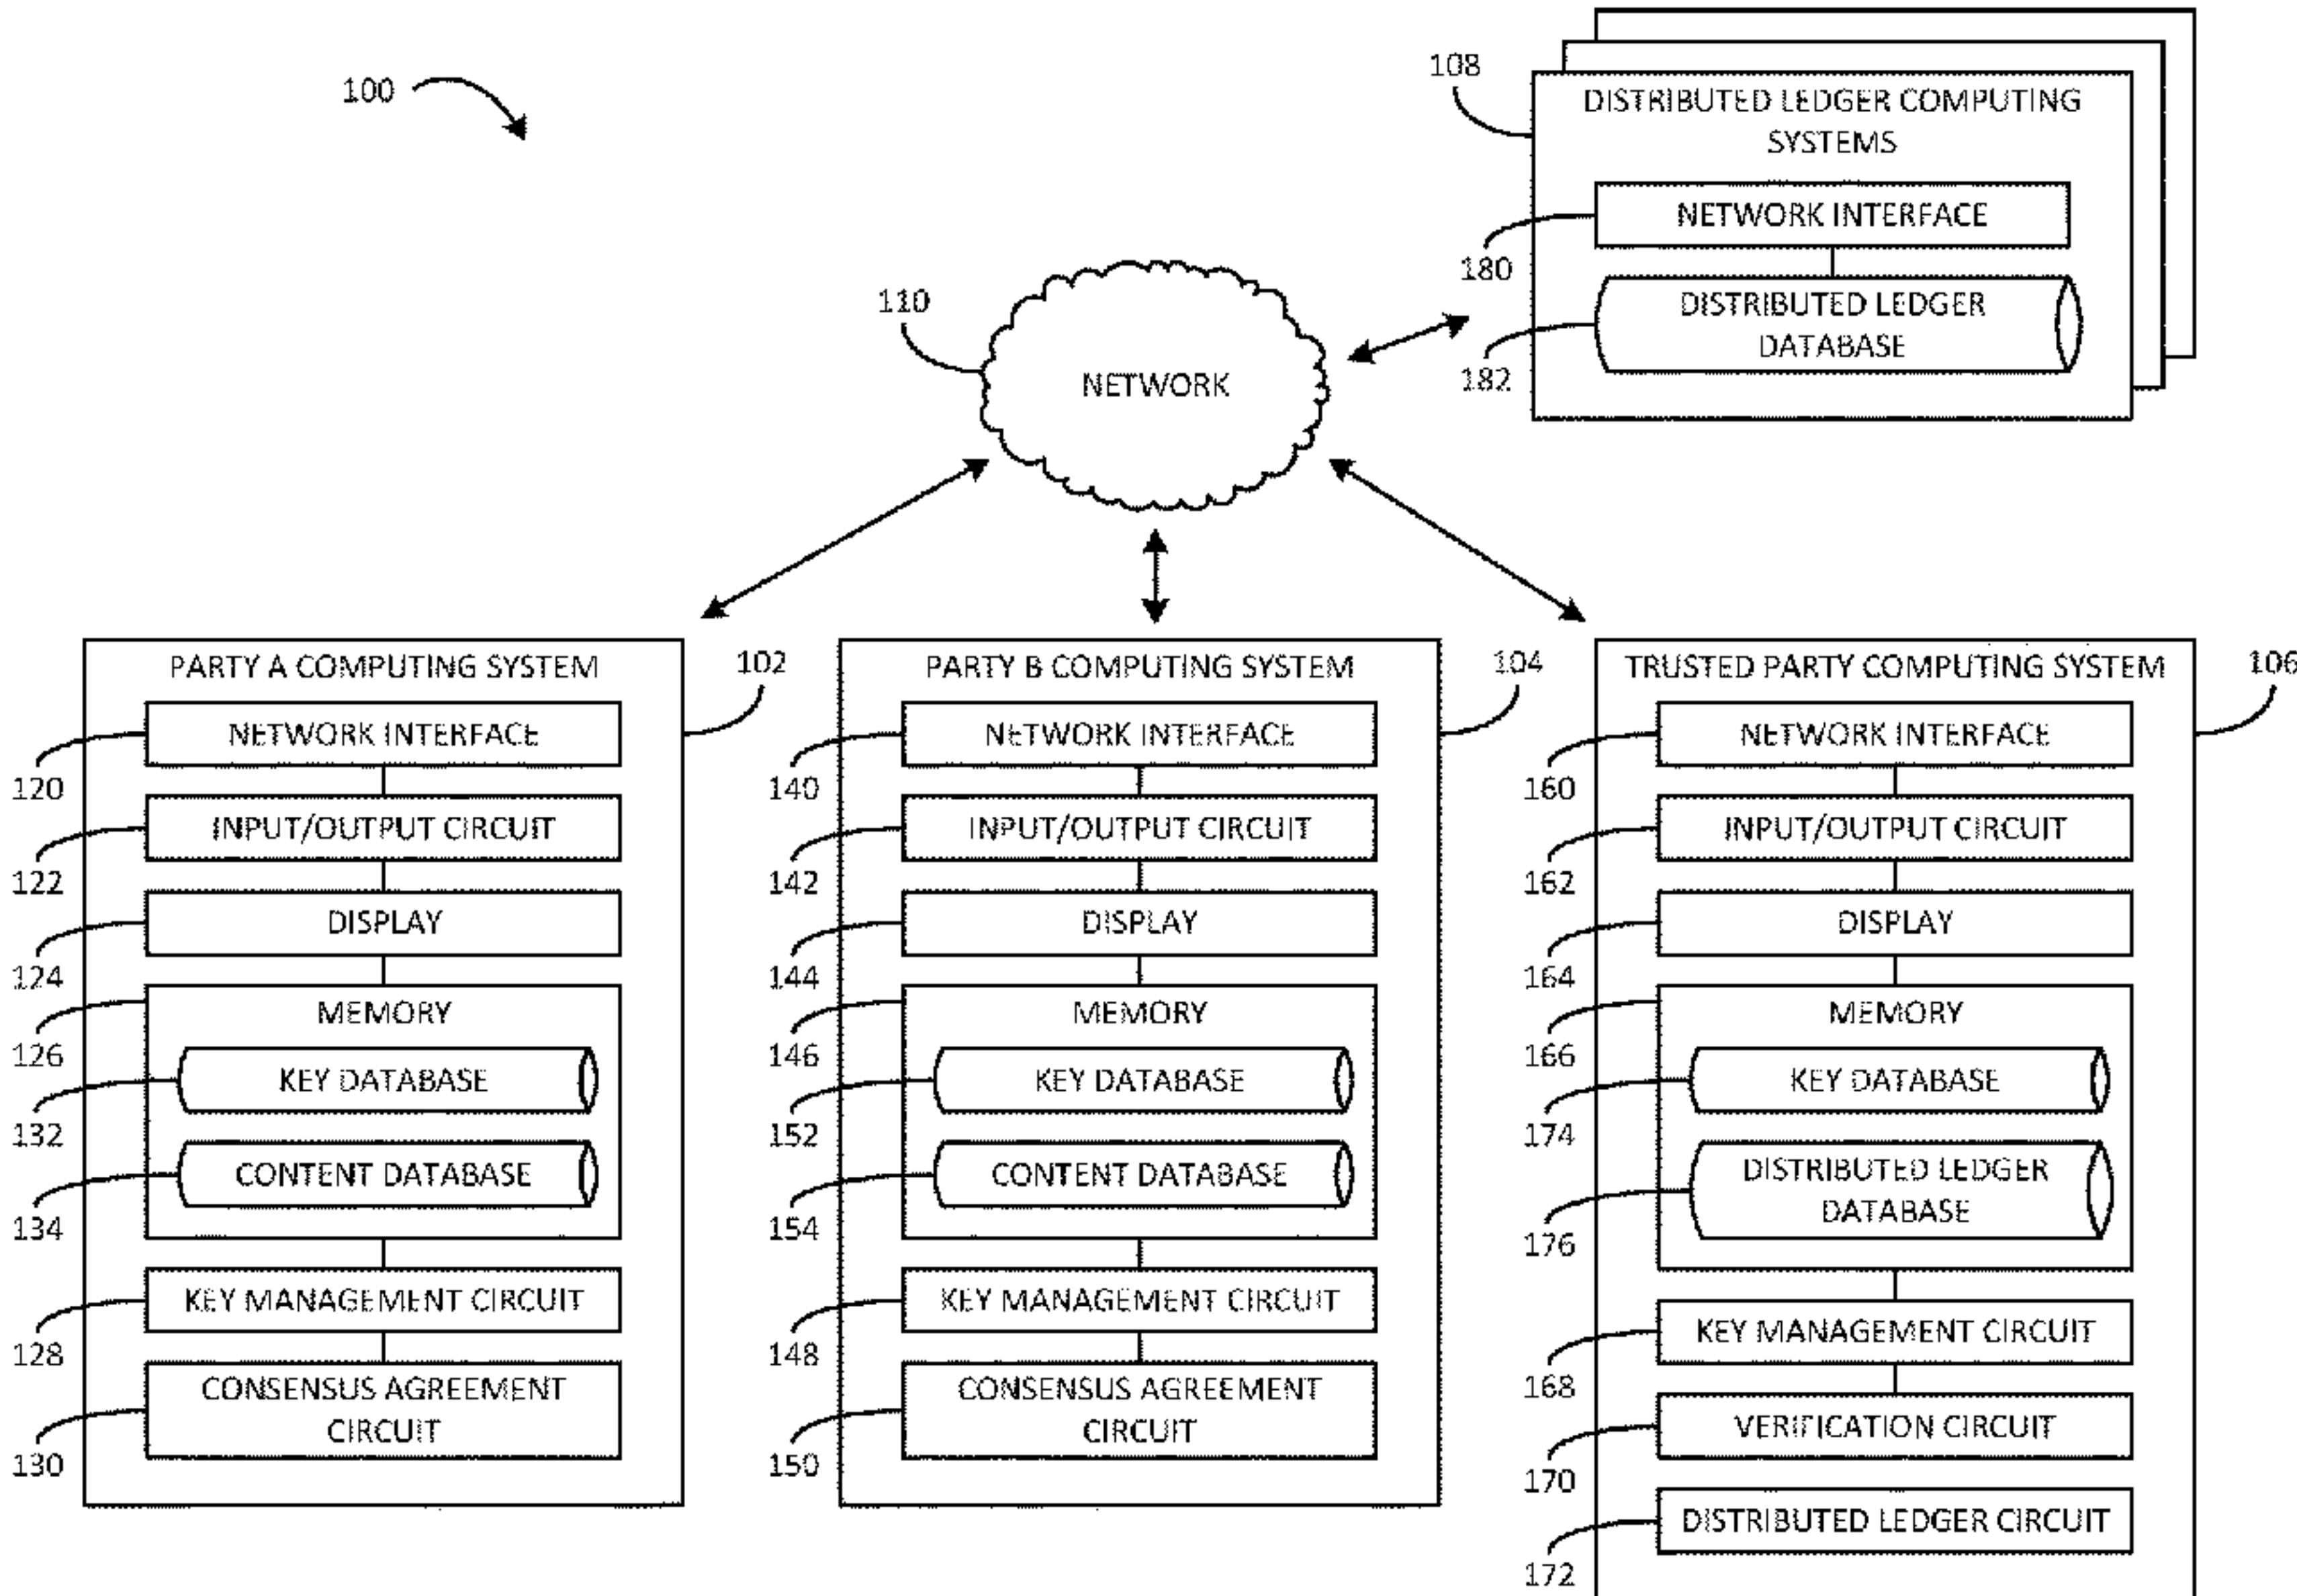 100
108
DISTRIBUTED LEDGER COMPUTING
SYSTEMS
NETWORK INTERFACE
180
DISTRIBUTED LEDGER
DATABASE
182
110
NETWORK
PARTY A COMPUTING SYSTEM
102
NETWORK INTERFACE
120
INPUT/OUTPUT CIRCUIT
122
DISPLAY
124
MEMORY
126
KEY DATABASE
132
CONTENT DATABASE
134
KEY MANAGEMENT CIRCUIT
128
CONSENSUS AGREEMENT
CIRCUIT
130
PARTY B COMPUTING SYSTEM
104
NETWORK INTERFACE
140
INPUT/OUTPUT CIRCUIT
142
DISPLAY
144
MEMORY
146
KEY DATABASE
152
CONTENT DATABASE
154
KEY MANAGEMENT CIRCUIT
148
CONSENSUS AGREEMENT
CIRCUIT
150
TRUSTED PARTY COMPUTING SYSTEM
106
NETWORK INTERFACE
160
INPUT/OUTPUT CIRCUIT
162
DISPLAY
164
MEMORY
166
KEY DATABASE
174
DISTRIBUTED LEDGER
DATABASE
176
KEY MANAGEMENT CIRCUIT
168
VERIFICATION CIRCUIT
170
DISTRIBUTED LEDGER CIRCUIT
172